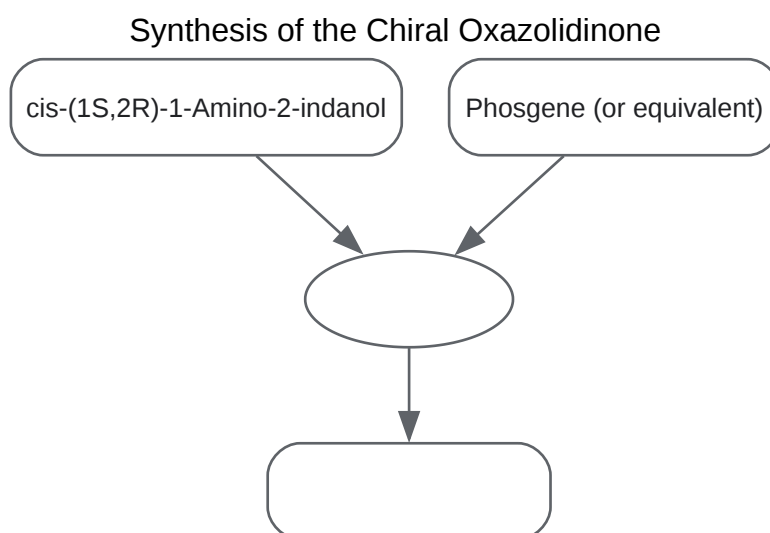 Synthesis of the Chiral Oxazolidinone
cis-(1S,2R)-1-Amino-2-indanol
Phosgene (or equivalent)